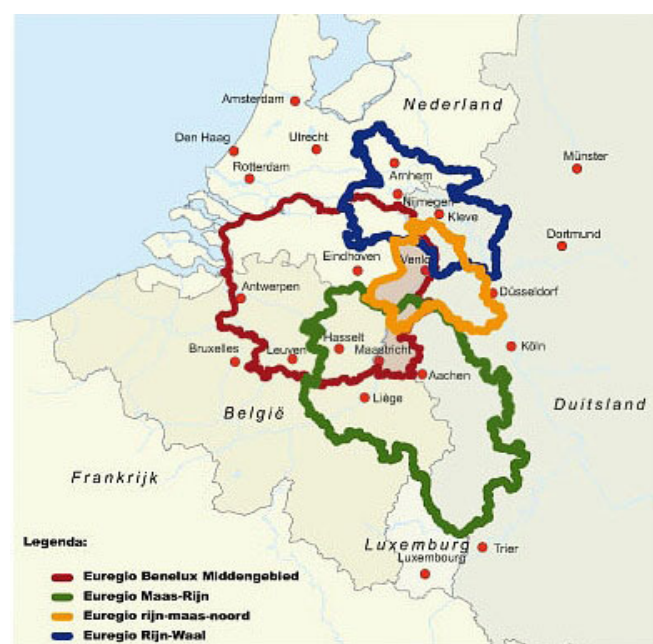 Amsterdam
Nederland
Den Haag
Utrecht
Münster
Rotterdam
Arnhem
Nijmegen
Kleve
Dortmund
Eindhoven
Venlo
Antwerpen
Düsseldorf
Bruxelles
Leuven
Hasselt
Maastricht
Köln
Aachen
België
Liège
Duitsland
Frankrijk
Legenda:
Luxemburg
Trier
Luxembourg
Euregio Benelux Middengebied
Euregio Maas-Rijn
Euregio rijn-maas-noord
Euregio Rijn-Waal